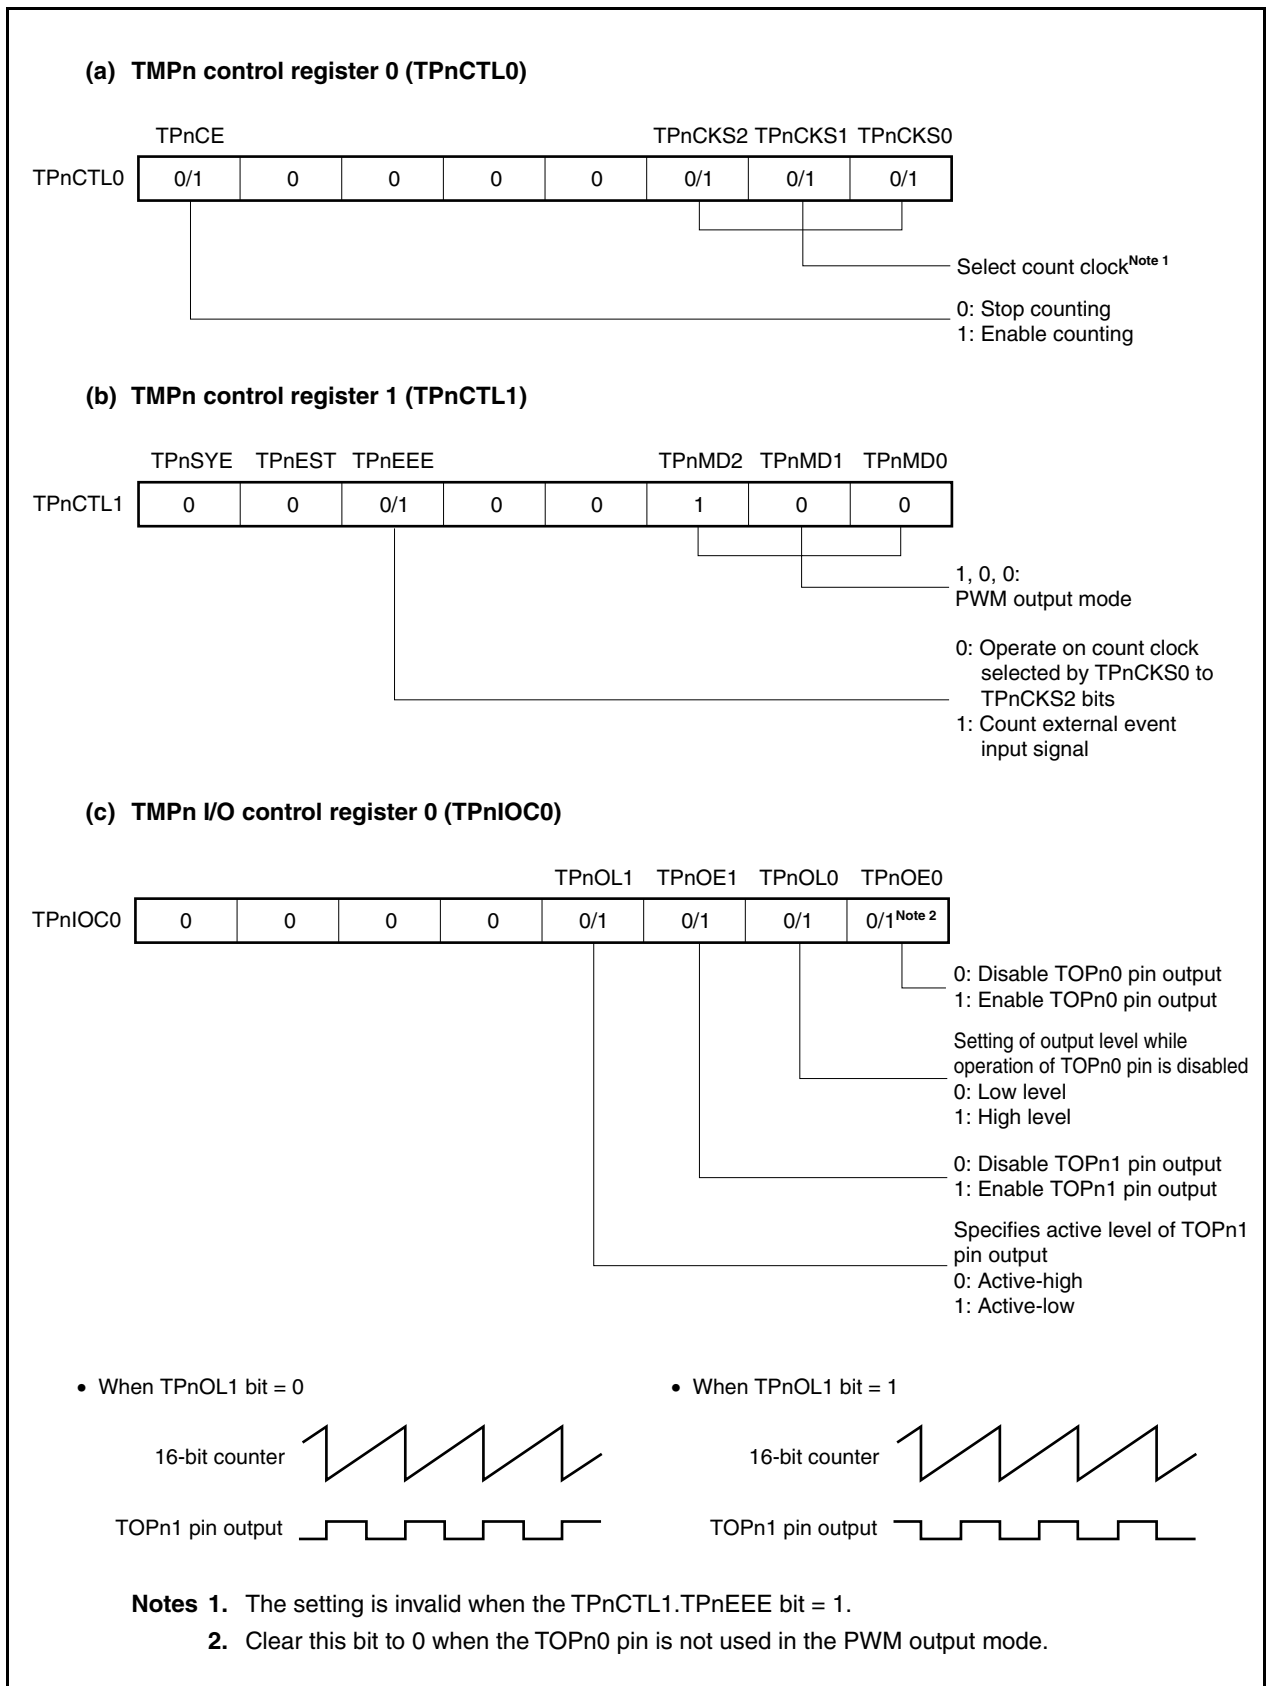 (a) TMPn control register 0 (TPnCTL0)
TPnCE TPnCKS2 TPnCKS1 TPnCKS0
TPnCTL0 0/1 0 0 0 0 0/1 0/1 0/1
Select count clockNote 1
0: Stop counting
1: Enable counting
(b) TMPn control register 1 (TPnCTL1)
TPnSYE TPnEST TPnEEE TPnMD2 TPnMD1 TPnMD0
TPnCTL1 0 0 0/1 0 0 1 0 0
1, 0, 0:
PWM output mode
0: Operate on count clock
selected by TPnCKS0 to
TPnCKS2 bits
1: Count external event
input signal
(c) TMPn I/O control register 0 (TPnIOC0)
TPnOL1 TPnOE1 TPnOL0 TPnOE0
TPnIOC0 0 0 0 0 0/1 0/1 0/1 0/1Note 2
0: Disable TOPn0 pin output
1: Enable TOPn0 pin output
Setting of output level while
operation of TOPn0 pin is disabled
0: Low level
1: High level
0: Disable TOPn1 pin output
1: Enable TOPn1 pin output
Specifies active level of TOPn1
pin output
0: Active-high
1: Active-low
• When TPnOL1 bit = 0
16-bit counter
TOPn1 pin output
• When TPnOL1 bit = 1
16-bit counter
TOPn1 pin output
Notes 1. The setting is invalid when the TPnCTL1.TPnEEE bit = 1.
2. Clear this bit to 0 when the TOPn0 pin is not used in the PWM output mode.